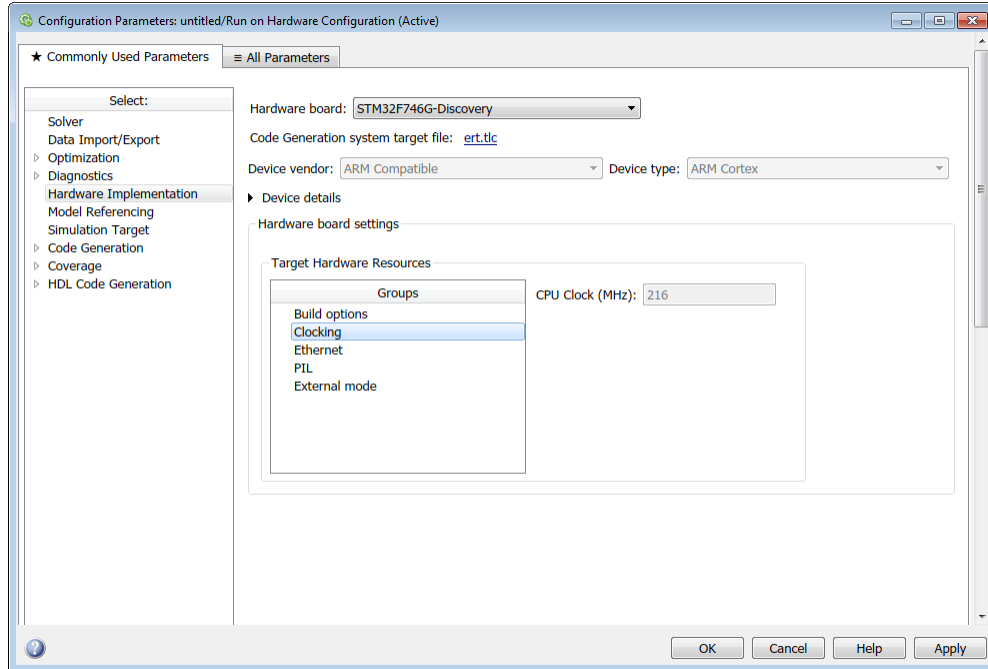 Configuration Parameters: untitled/Run on Hardware Configuration (Active)
★ Commonly Used Parameters
≡ All Parameters
Select:
Solver
Data Import/Export
Optimization
Diagnostics
Hardware Implementation
Model Referencing
Simulation Target
Code Generation
Coverage
HDL Code Generation
Hardware board: STM32F746G-Discovery
Code Generation system target file: ert.tlc
Device vendor: ARM Compatible Device type: ARM Cortex
Device details
Hardware board settings
Target Hardware Resources
Groups
Build options
Clocking
Ethernet
PIL
External mode
CPU Clock (MHz): 216
OK Cancel Help Apply